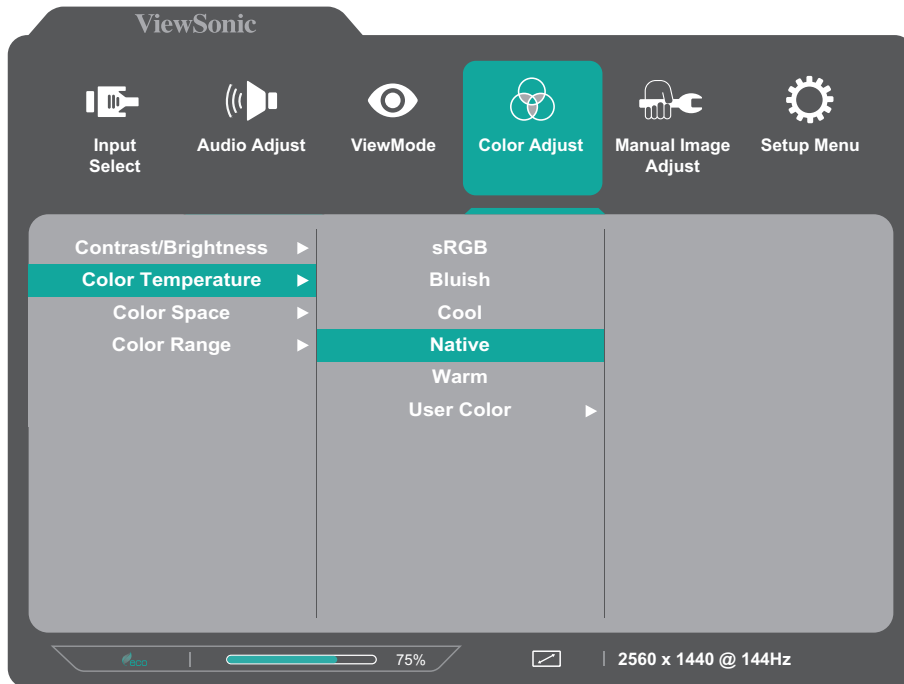 ViewSonic
Input
Select
Audio Adjust
ViewMode
Color Adjust
Manual Image
Adjust
Setup Menu
Contrast/Brightness
Color Temperature
Color Space
Color Range
sRGB
Bluish
Cool
Native
Warm
User Color
eco
75%
2560 x 1440 @ 144Hz